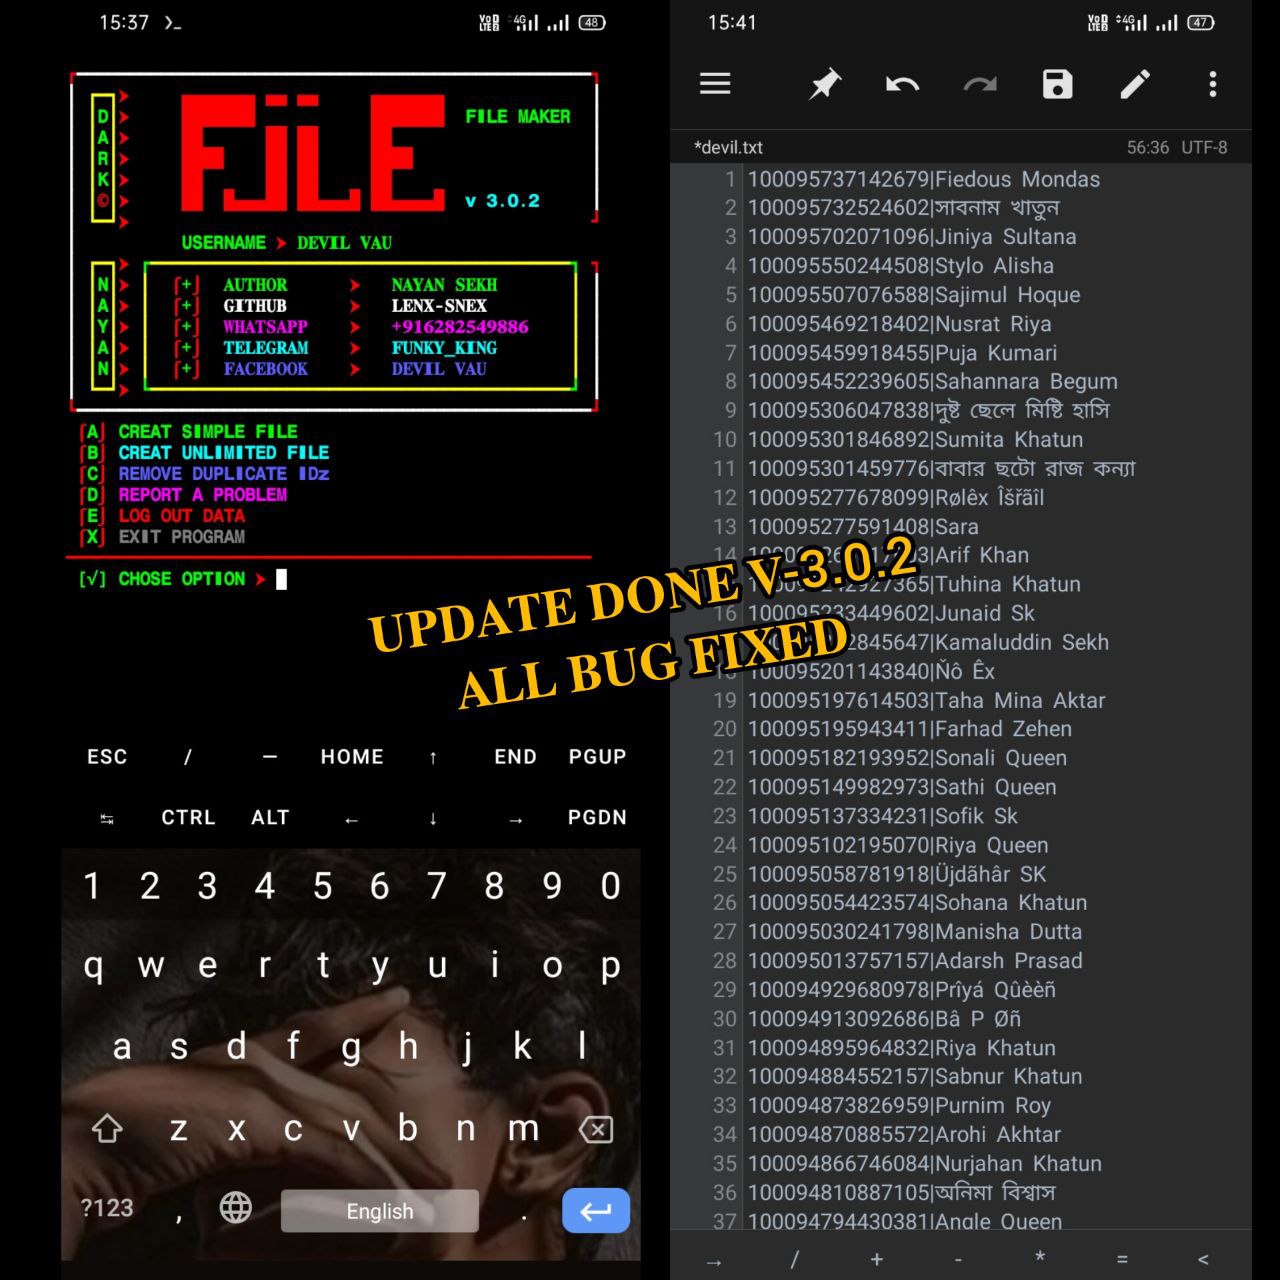 15:37 >_ VoD LTE2 4G 48
DARK©
FILE
FILE MAKER
v 3.0.2
USERNAME ➤ DEVIL VAU
NAYAN
[+] AUTHOR ➤ NAYAN SEKH
[+] GITHUB ➤ LENX-SNEX
[+] WHATSAPP ➤ +916282549886
[+] TELEGRAM ➤ FUNKY_KING
[+] FACEBOOK ➤ DEVIL VAU
[A] CREAT SIMPLE FILE
[B] CREAT UNLIMITED FILE
[C] REMOVE DUPLICATE IDz
[D] REPORT A PROBLEM
[E] LOG OUT DATA
[X] EXIT PROGRAM
[√] CHOSE OPTION ➤
UPDATE DONE V-3.0.2
ALL BUG FIXED
ESC / — HOME ↑ END PGUP
↹ CTRL ALT ← ↓ → PGDN
1 2 3 4 5 6 7 8 9 0
q w e r t y u i o p
a s d f g h j k l
z x c v b n m
?123 , English .
15:41 VoD LTE2 4G 47
*devil.txt 56:36 UTF-8
1 100095737142679|Fiedous Mondas
2 100095732524602|সাবনাম খাতুন
3 100095702071096|Jiniya Sultana
4 100095550244508|Stylo Alisha
5 100095507076588|Sajimul Hoque
6 100095469218402|Nusrat Riya
7 100095459918455|Puja Kumari
8 100095452239605|Sahannara Begum
9 100095306047838|দুষ্ট ছেলে মিষ্টি হাসি
10 100095301846892|Sumita Khatun
11 100095301459776|বাবার ছটো রাজ কন্যা
12 100095277678099|Rølêx Îšřãîl
13 100095277591408|Sara
14 Arif Khan
Tuhina Khatun
16 Junaid Sk
Kamaluddin Sekh
100095201143840|Ňô Êx
19 100095197614503|Taha Mina Aktar
20 100095195943411|Farhad Zehen
21 100095182193952|Sonali Queen
22 100095149982973|Sathi Queen
23 100095137334231|Sofik Sk
24 100095102195070|Riya Queen
25 100095058781918|Üjdãhâr SK
26 100095054423574|Sohana Khatun
27 100095030241798|Manisha Dutta
28 100095013757157|Adarsh Prasad
29 100094929680978|Prîyá Qûèèñ
30 100094913092686|Bâ P Øñ
31 100094895964832|Riya Khatun
32 100094884552157|Sabnur Khatun
33 100094873826959|Purnim Roy
34 100094870885572|Arohi Akhtar
35 100094866746084|Nurjahan Khatun
36 100094810887105|অনিমা বিশ্বাস
37 100094794430381|Angle Queen
→ / + - * = <